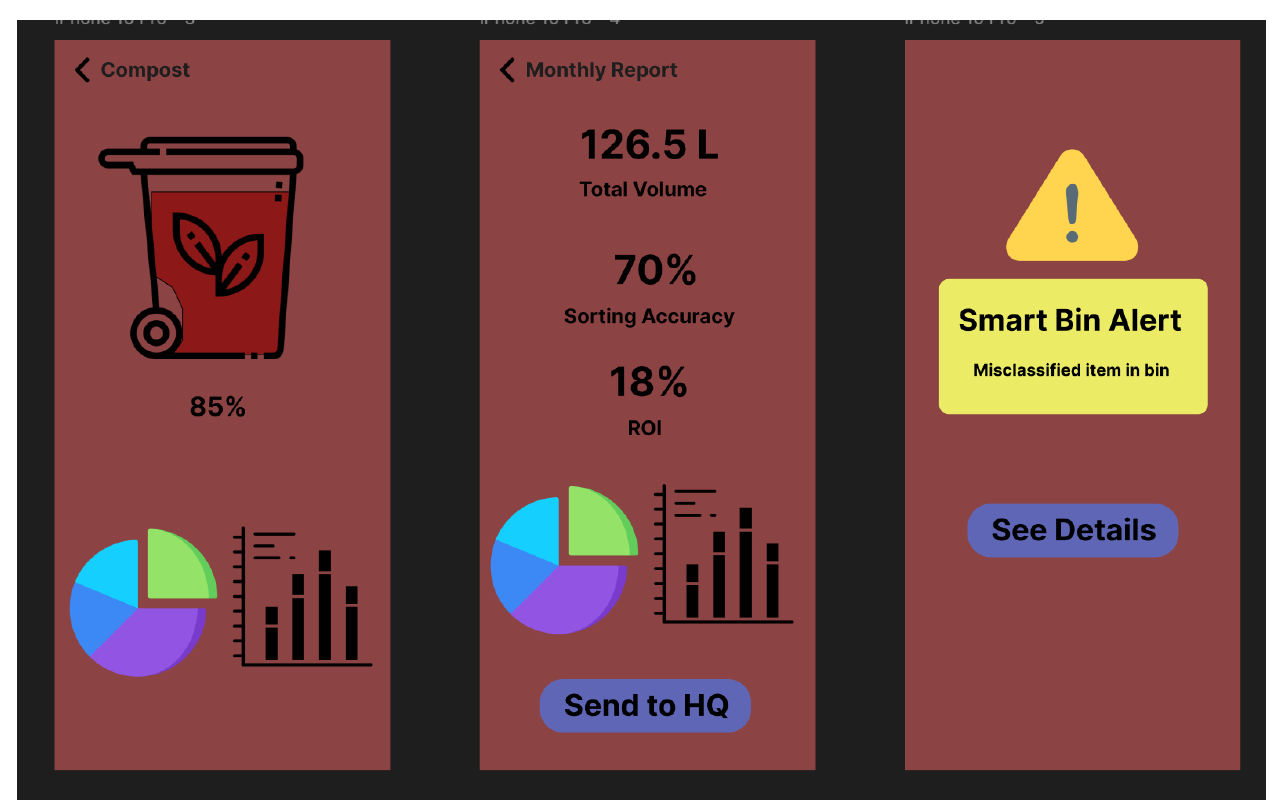 Compost
85%
Monthly Report
126.5 L
Total Volume
70%
Sorting Accuracy
18%
ROI
Send to HQ
Smart Bin Alert
Misclassified item in bin
See Details